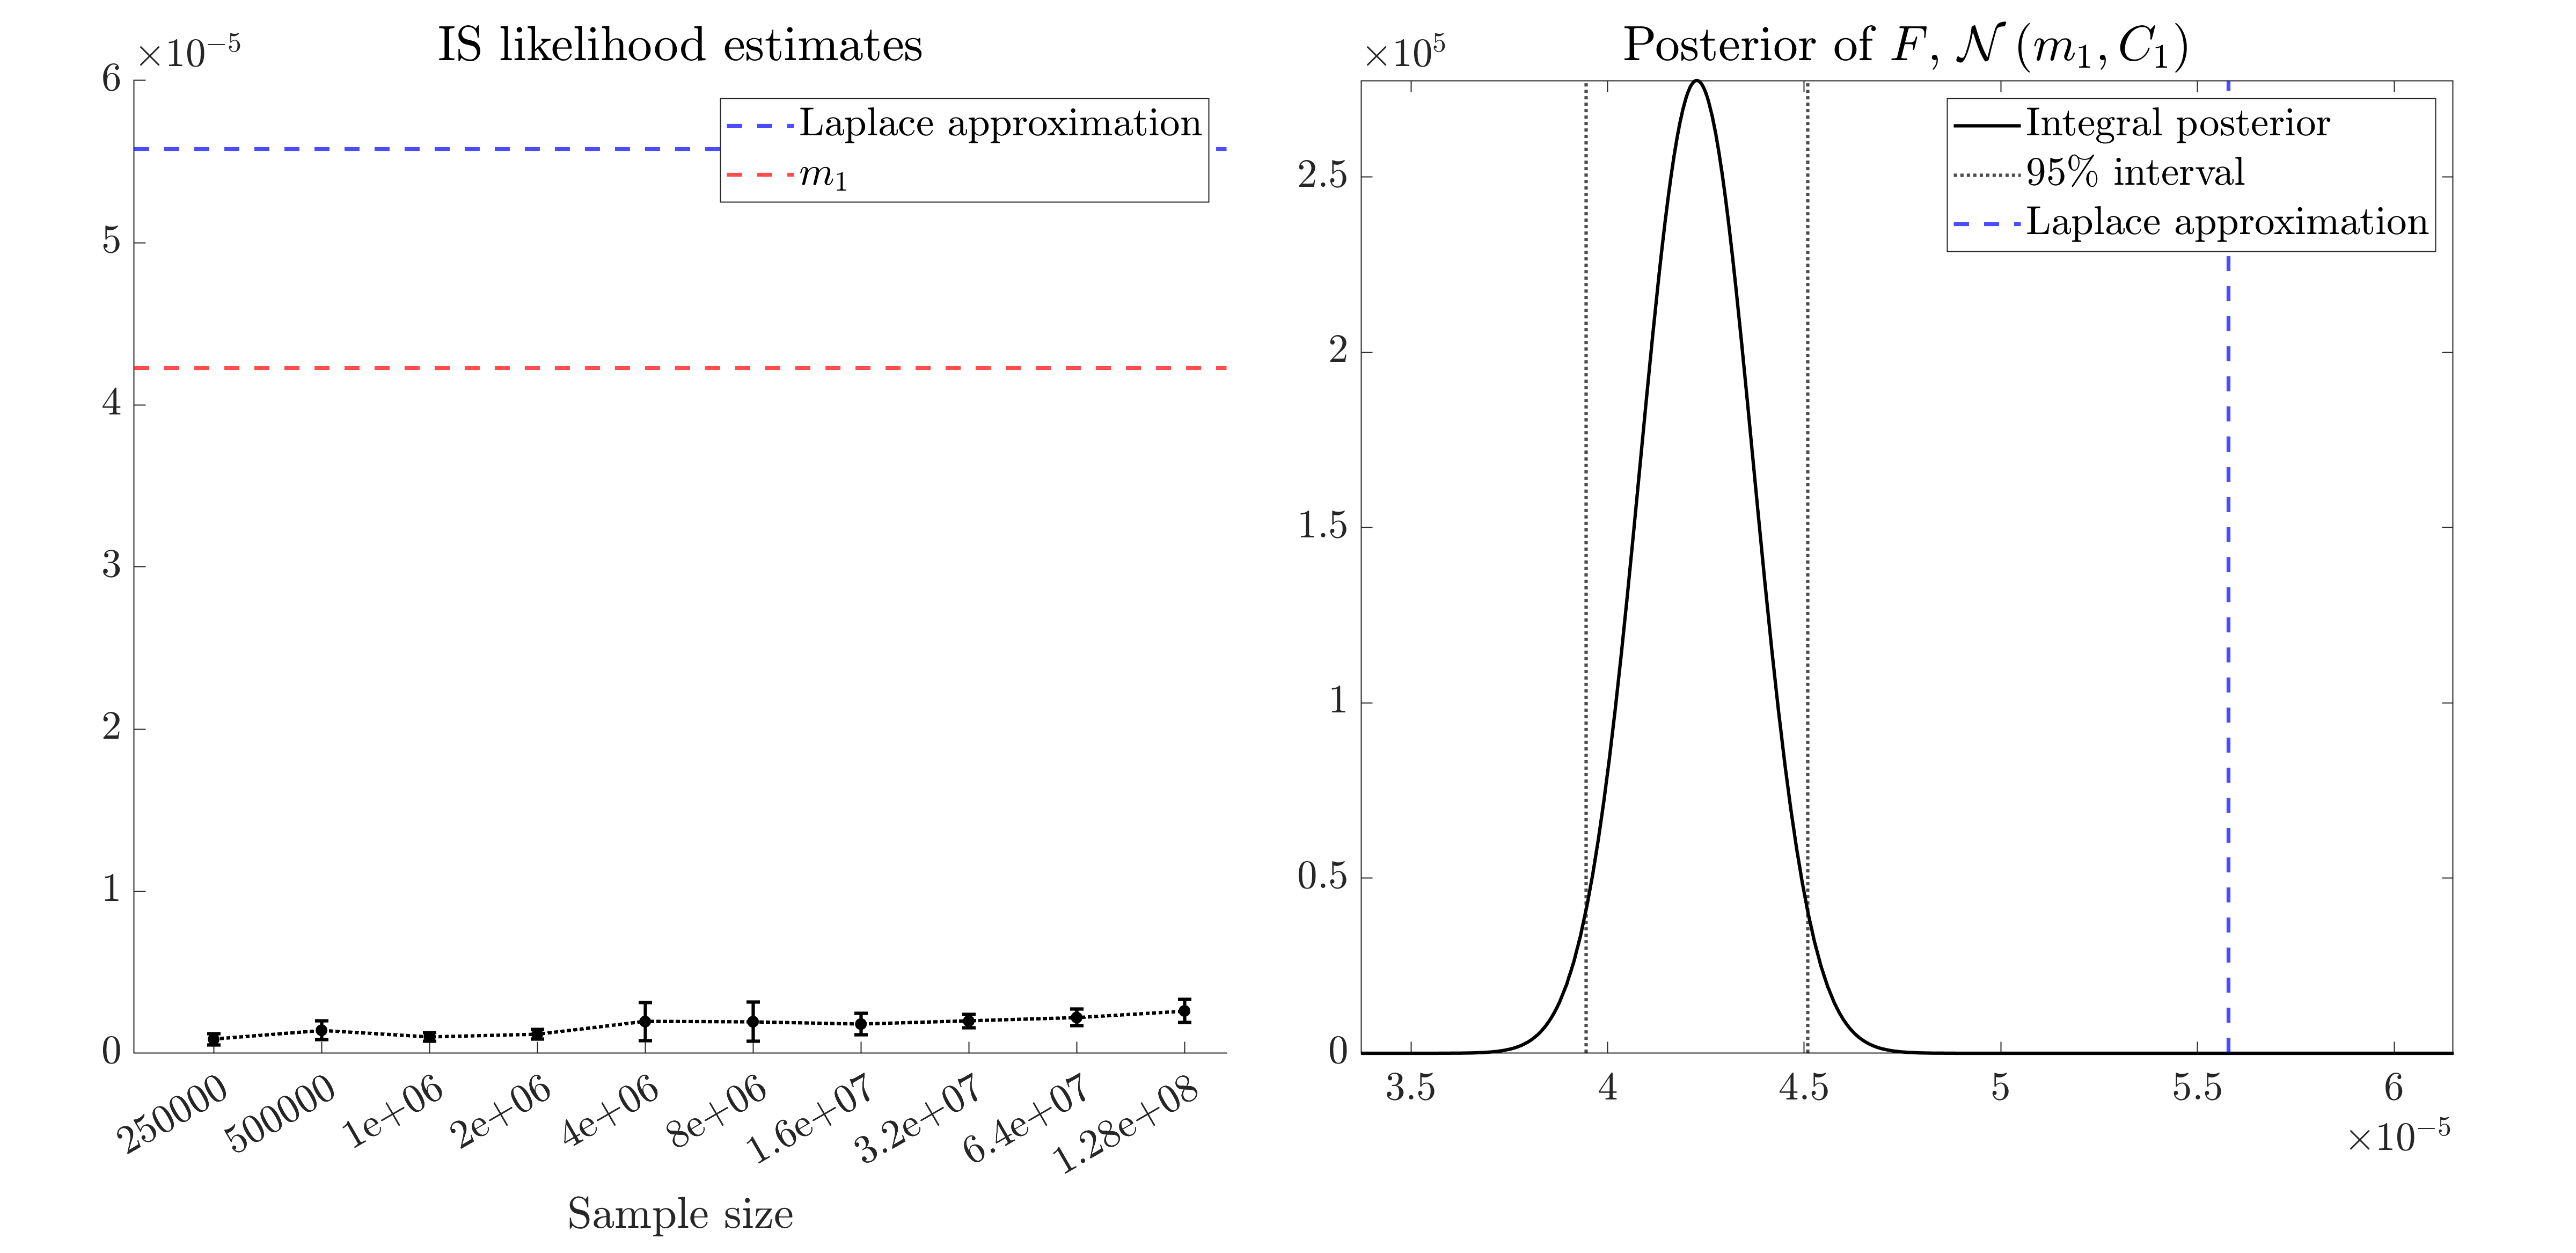 IS likelihood estimates
×10⁻⁵
6
5
4
3
2
1
0
Laplace approximation
m₁
250000
500000
1e+06
2e+06
4e+06
8e+06
1.6e+07
3.2e+07
6.4e+07
1.28e+08
Sample size
Posterior of F, 𝒩 (m₁, C₁)
×10⁵
2.5
2
1.5
1
0.5
0
Integral posterior
95% interval
Laplace approximation
3.5
4
4.5
5
5.5
6
×10⁻⁵